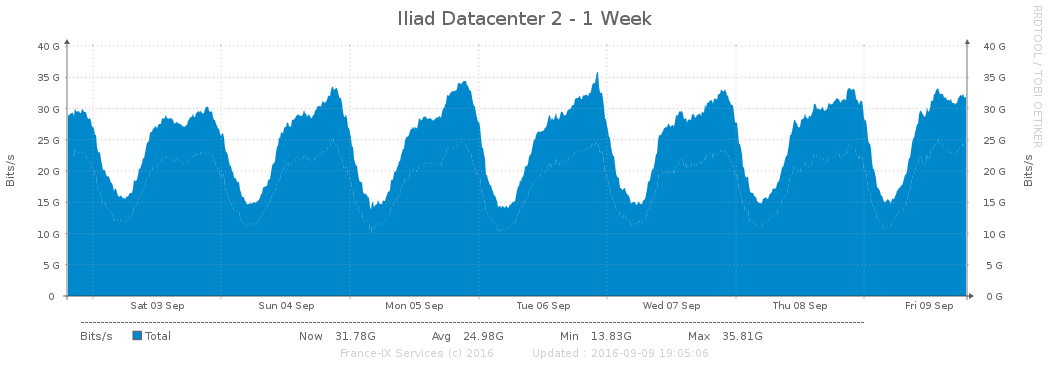 Iliad Datacenter 2 - 1 Week
RRDTOOL / TOBI OETIKER
40 G 40 G
35 G 35 G
30 G 30 G
25 G 25 G
20 G 20 G
15 G 15 G
10 G 10 G
5 G 5 G
0 0 G
Bits/s
Bits/s
Sat 03 Sep Sun 04 Sep Mon 05 Sep Tue 06 Sep Wed 07 Sep Thu 08 Sep Fri 09 Sep
Bits/s Total Now 31.78G Avg 24.98G Min 13.83G Max 35.81G
France-IX Services (c) 2016 Updated : 2016-09-09 19:05:06